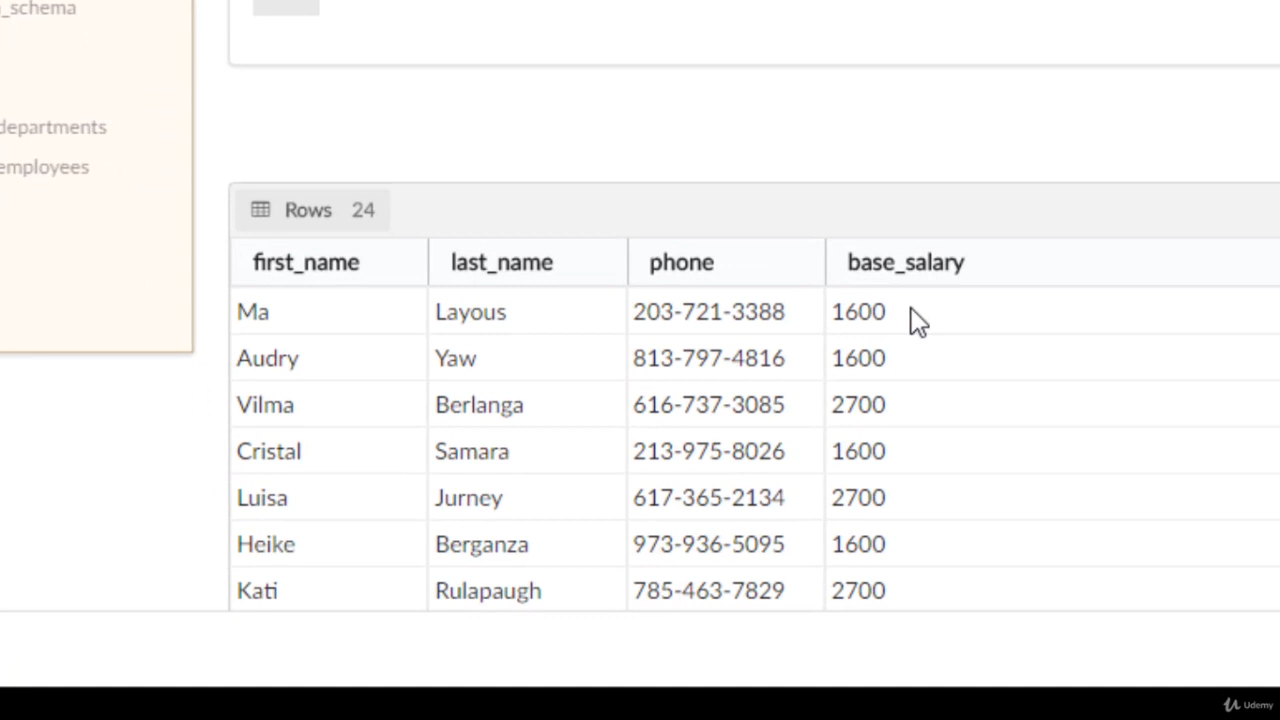 _schema
departments
employees
Rows 24
first_name last_name phone base_salary
Ma Layous 203-721-3388 1600
Audry Yaw 813-797-4816 1600
Vilma Berlanga 616-737-3085 2700
Cristal Samara 213-975-8026 1600
Luisa Jurney 617-365-2134 2700
Heike Berganza 973-936-5095 1600
Kati Rulapaugh 785-463-7829 2700
Udemy